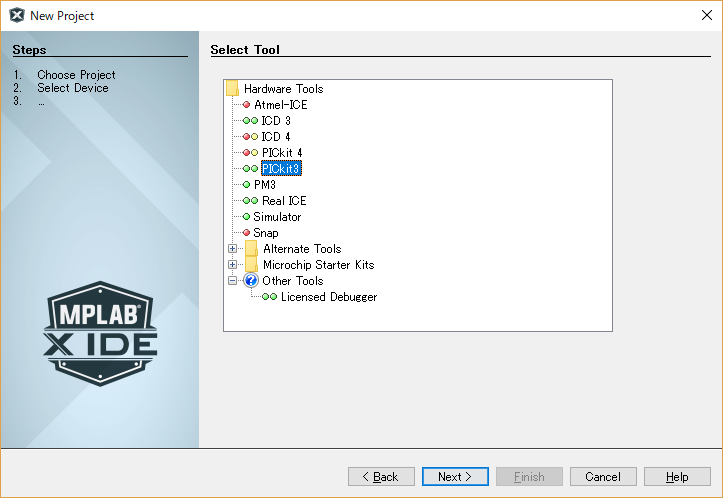 New Project
Steps
1. Choose Project
2. Select Device
3. ...
Select Tool
Hardware Tools
Atmel-ICE
ICD 3
ICD 4
PICkit 4
PICkit3
PM3
Real ICE
Simulator
Snap
Alternate Tools
Microchip Starter Kits
Other Tools
Licensed Debugger
MPLAB®
X IDE
< Back
Next >
Finish
Cancel
Help